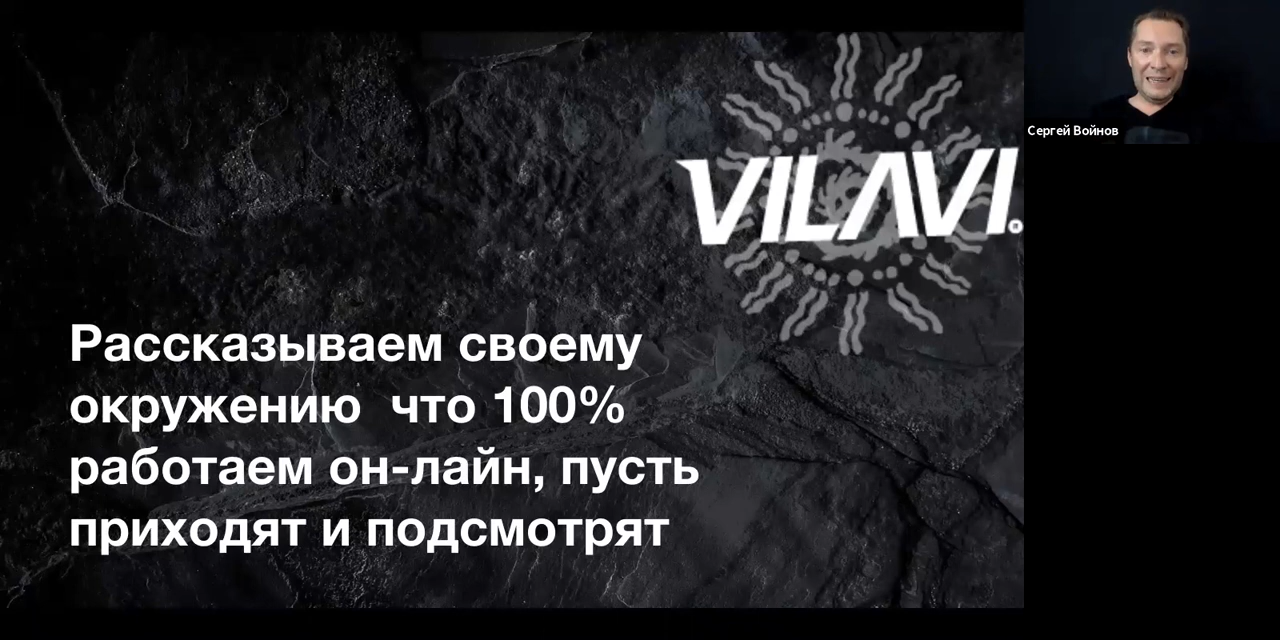 VILAVI®
Сергей Войнов
Рассказываем своему
окружению  что 100%
работаем он-лайн, пусть
приходят и подсмотрят